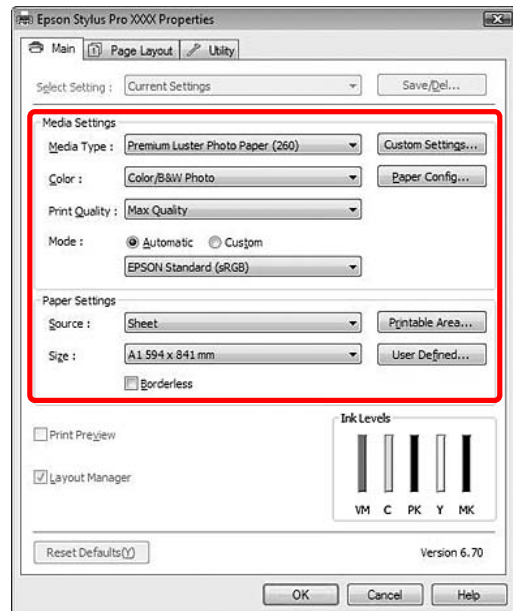 Epson Stylus Pro XXXX Properties
Main Page Layout Utility
Select Setting : Current Settings Save/Del...
Media Settings
Media Type : Premium Luster Photo Paper (260) Custom Settings...
Color : Color/B&W Photo Paper Config...
Print Quality : Max Quality
Mode : Automatic Custom
EPSON Standard (sRGB)
Paper Settings
Source : Sheet Printable Area...
Size : A1 594 x 841 mm User Defined...
Borderless
Print Preview
Layout Manager
Ink Levels
VM C PK Y MK
Reset Defaults(Y) Version 6.70
OK Cancel Help